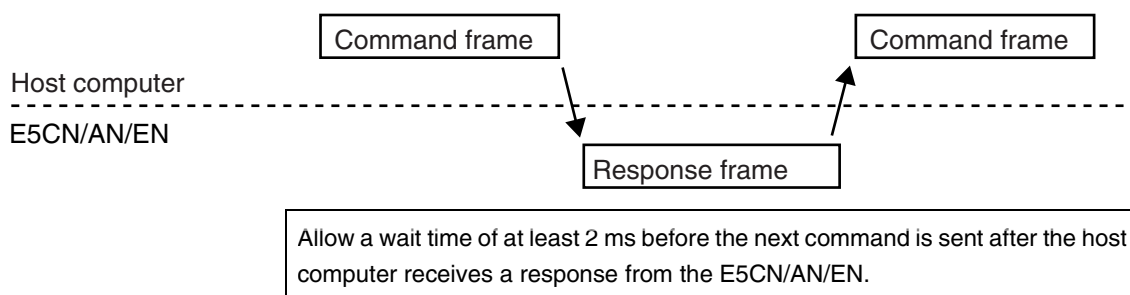 Command frame
Command frame
Host computer
E5CN/AN/EN
Response frame
Allow a wait time of at least 2 ms before the next command is sent after the host
computer receives a response from the E5CN/AN/EN.